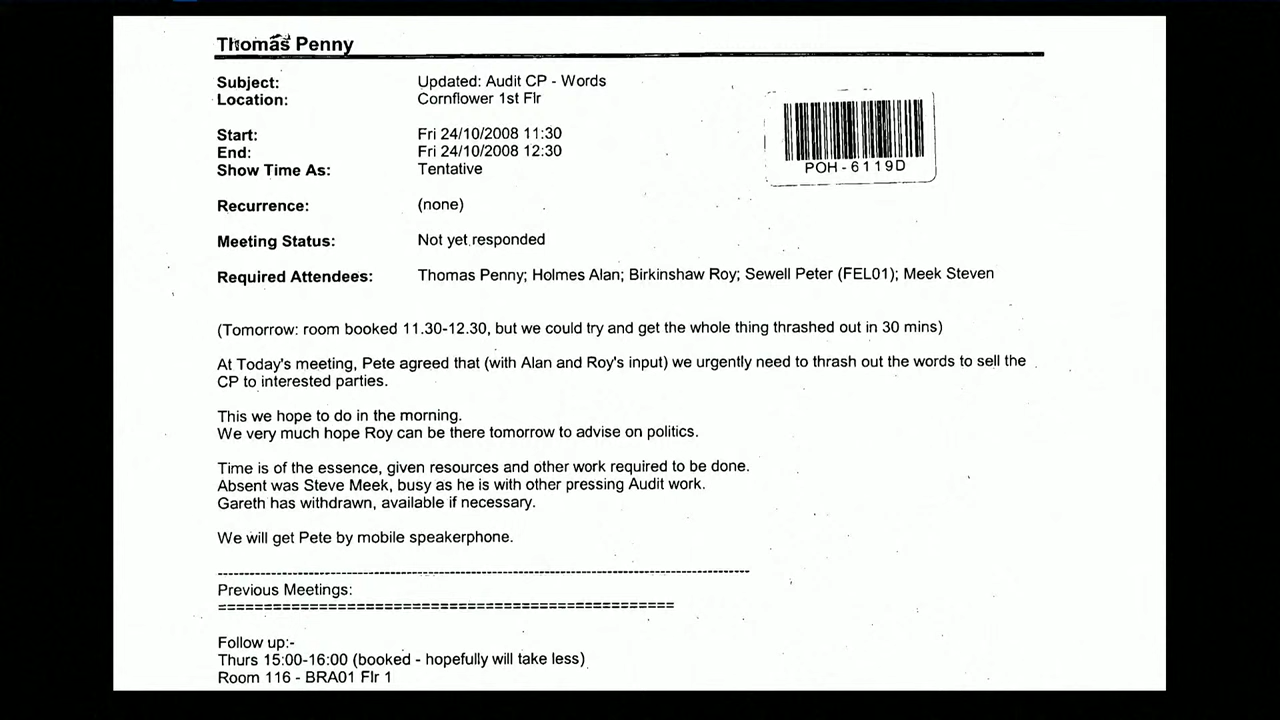 Thomas Penny
Subject: Updated: Audit CP - Words
Location: Cornflower 1st Flr
Start: Fri 24/10/2008 11:30
End: Fri 24/10/2008 12:30
Show Time As: Tentative
POH-6119D
Recurrence: (none)
Meeting Status: Not yet responded
Required Attendees: Thomas Penny; Holmes Alan; Birkinshaw Roy; Sewell Peter (FEL01); Meek Steven
(Tomorrow: room booked 11.30-12.30, but we could try and get the whole thing thrashed out in 30 mins)
At Today's meeting, Pete agreed that (with Alan and Roy's input) we urgently need to thrash out the words to sell the
CP to interested parties.
This we hope to do in the morning.
We very much hope Roy can be there tomorrow to advise on politics.
Time is of the essence, given resources and other work required to be done.
Absent was Steve Meek, busy as he is with other pressing Audit work.
Gareth has withdrawn, available if necessary.
We will get Pete by mobile speakerphone.
Previous Meetings:
Follow up:-
Thurs 15:00-16:00 (booked - hopefully will take less)
Room 116 - BRA01 Flr 1